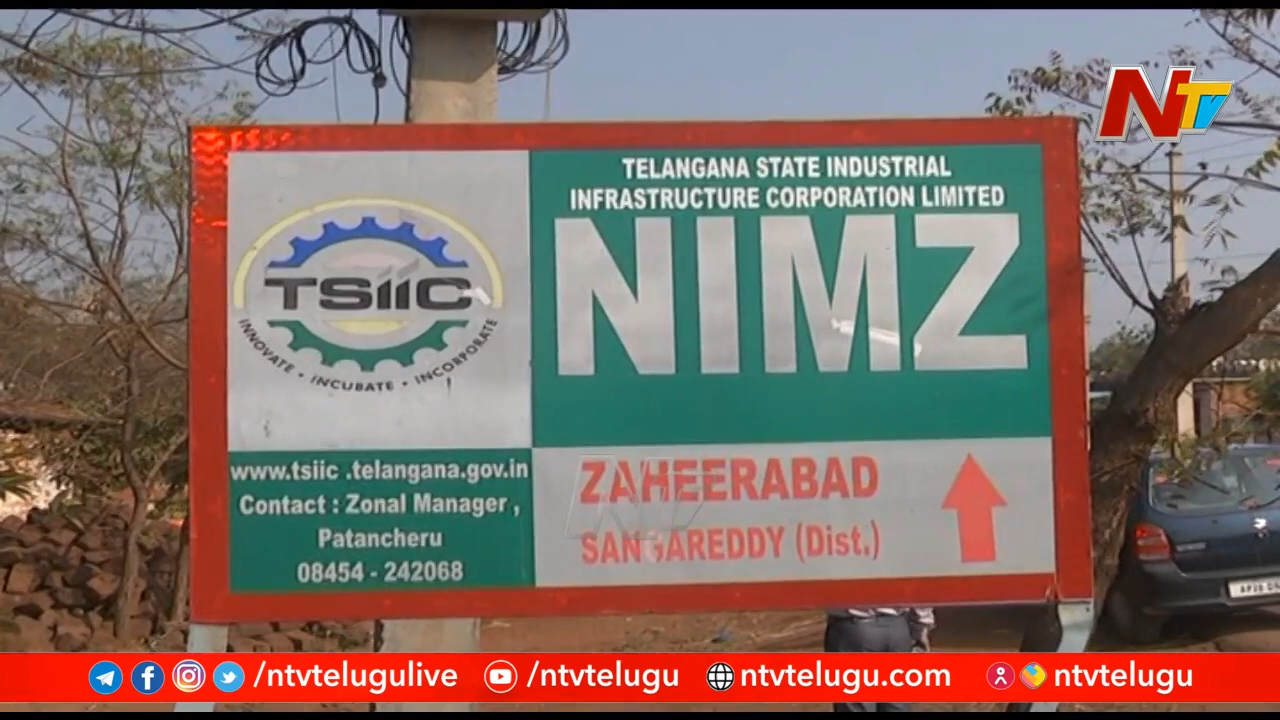 NTV
TELANGANA STATE INDUSTRIAL
INFRASTRUCTURE CORPORATION LIMITED
NIMZ
TSiiC
INNOVATE • INCUBATE • INCORPORATE
www.tsiic .telangana.gov.in
Contact : Zonal Manager ,
Patancheru
08454 - 242068
ZAHEERABAD
SANGAREDDY (Dist.)
/ntvtelugulive
/ntvtelugu
ntvtelugu.com
ntvtelugu